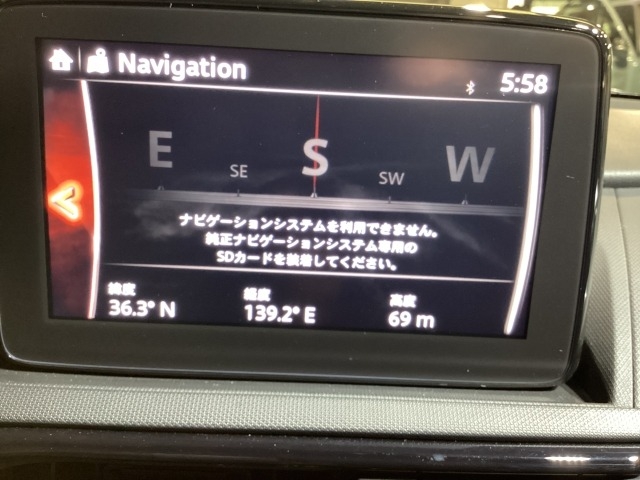 Navigation
5:58
E SE S SW W
ナビゲーションシステムを利用できません。
純正ナビゲーションシステム専用の
SDカードを装着してください。
緯度 経度 高度
36.3° N 139.2° E 69 m